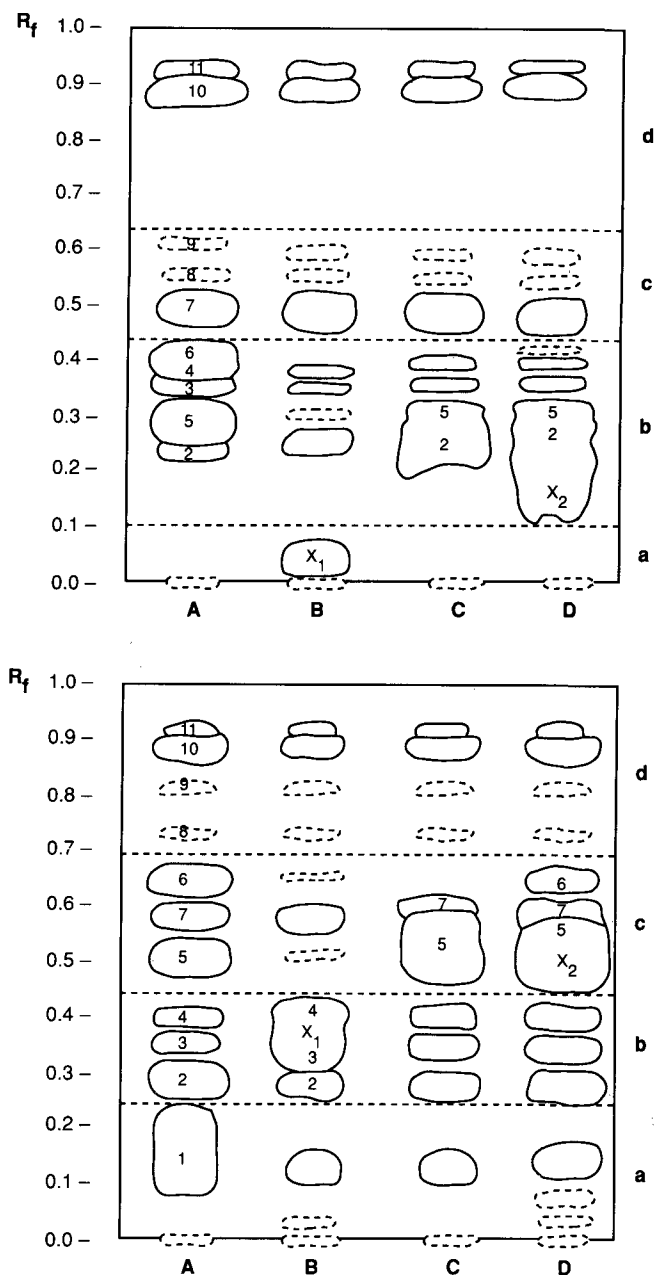 Rf
1.0 –
11
0.9 –
10
0.8 –
d
0.7 –
0.6 –
9
8
c
0.5 –
7
0.4 –
6
4
3
5 5
0.3 –
5
b
2 2
2
0.2 –
X2
0.1 –
X1
a
0.0 –
A B C D
Rf
1.0 –
11
0.9 –
10
d
9
0.8 –
8
0.7 –
6 6
0.6 –
7 7 7
c
5
5 5
X2
0.5 –
4
0.4 –
4
X1
3
3
b
0.3 –
2 2
0.2 –
1
a
0.1 –
0.0 –
A B C D